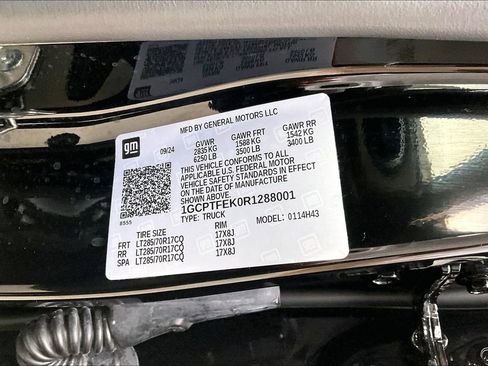 MFD BY GENERAL MOTORS LLC
gm
09/24
GVWR GAWR FRT GAWR RR
2835 KG 1588 KG 1542 KG
6250 LB 3500 LB 3400 LB
THIS VEHICLE CONFORMS TO ALL
APPLICABLE U.S. FEDERAL MOTOR
VEHICLE SAFETY STANDARDS IN EFFECT
ON THE DATE OF MANUFACTURE
SHOWN ABOVE.
1GCPTFEK0R1288001
8555
TYPE: TRUCK MODEL: 0114H43
TIRE SIZE RIM
FRT LT285/70R17CQ 17X8J
RR LT285/70R17CQ 17X8J
SPA LT285/70R17CQ 17X8J